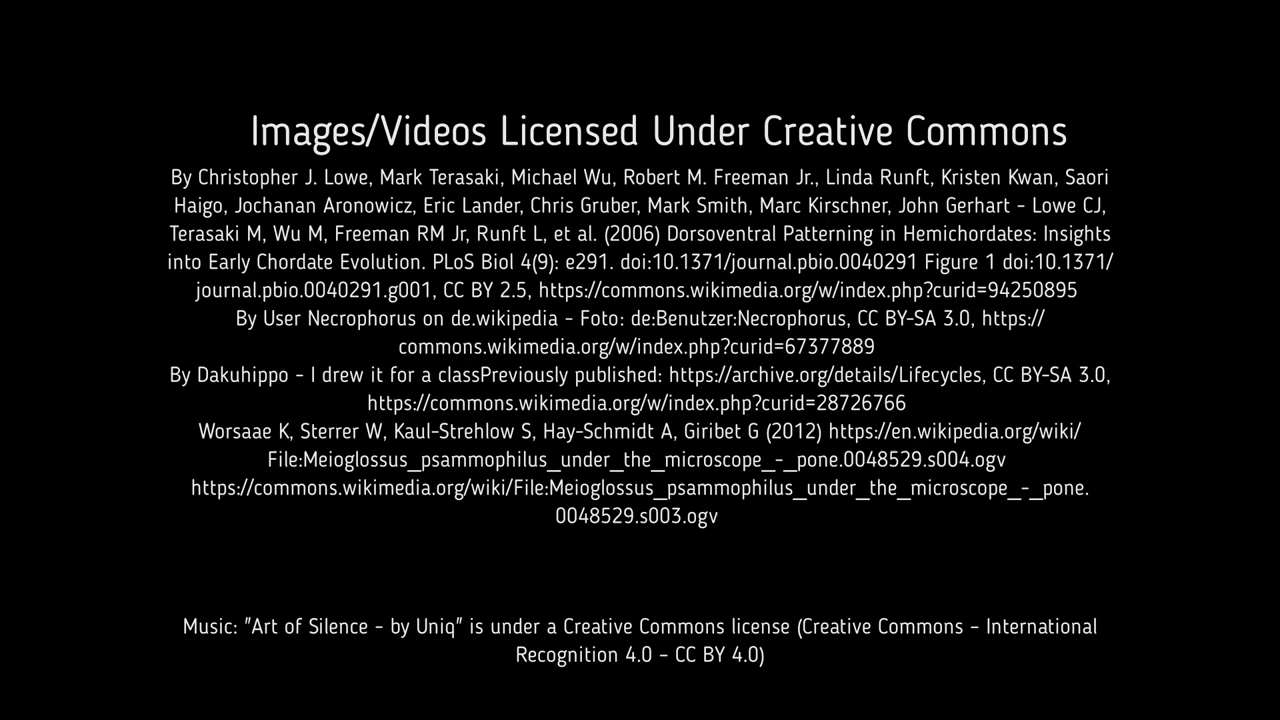 Images/Videos Licensed Under Creative Commons
By Christopher J. Lowe, Mark Terasaki, Michael Wu, Robert M. Freeman Jr., Linda Runft, Kristen Kwan, Saori
Haigo, Jochanan Aronowicz, Eric Lander, Chris Gruber, Mark Smith, Marc Kirschner, John Gerhart - Lowe CJ,
Terasaki M, Wu M, Freeman RM Jr, Runft L, et al. (2006) Dorsoventral Patterning in Hemichordates: Insights
into Early Chordate Evolution. PLoS Biol 4(9): e291. doi:10.1371/journal.pbio.0040291 Figure 1 doi:10.1371/
journal.pbio.0040291.g001, CC BY 2.5, https://commons.wikimedia.org/w/index.php?curid=94250895
By User Necrophorus on de.wikipedia - Foto: de:Benutzer:Necrophorus, CC BY-SA 3.0, https://
commons.wikimedia.org/w/index.php?curid=67377889
By Dakuhippo - I drew it for a classPreviously published: https://archive.org/details/Lifecycles, CC BY-SA 3.0,
https://commons.wikimedia.org/w/index.php?curid=28726766
Worsaae K, Sterrer W, Kaul-Strehlow S, Hay-Schmidt A, Giribet G (2012) https://en.wikipedia.org/wiki/
File:Meioglossus_psammophilus_under_the_microscope_-_pone.0048529.s004.ogv
https://commons.wikimedia.org/wiki/File:Meioglossus_psammophilus_under_the_microscope_-_pone.
0048529.s003.ogv
Music: "Art of Silence - by Uniq" is under a Creative Commons license (Creative Commons – International
Recognition 4.0 – CC BY 4.0)